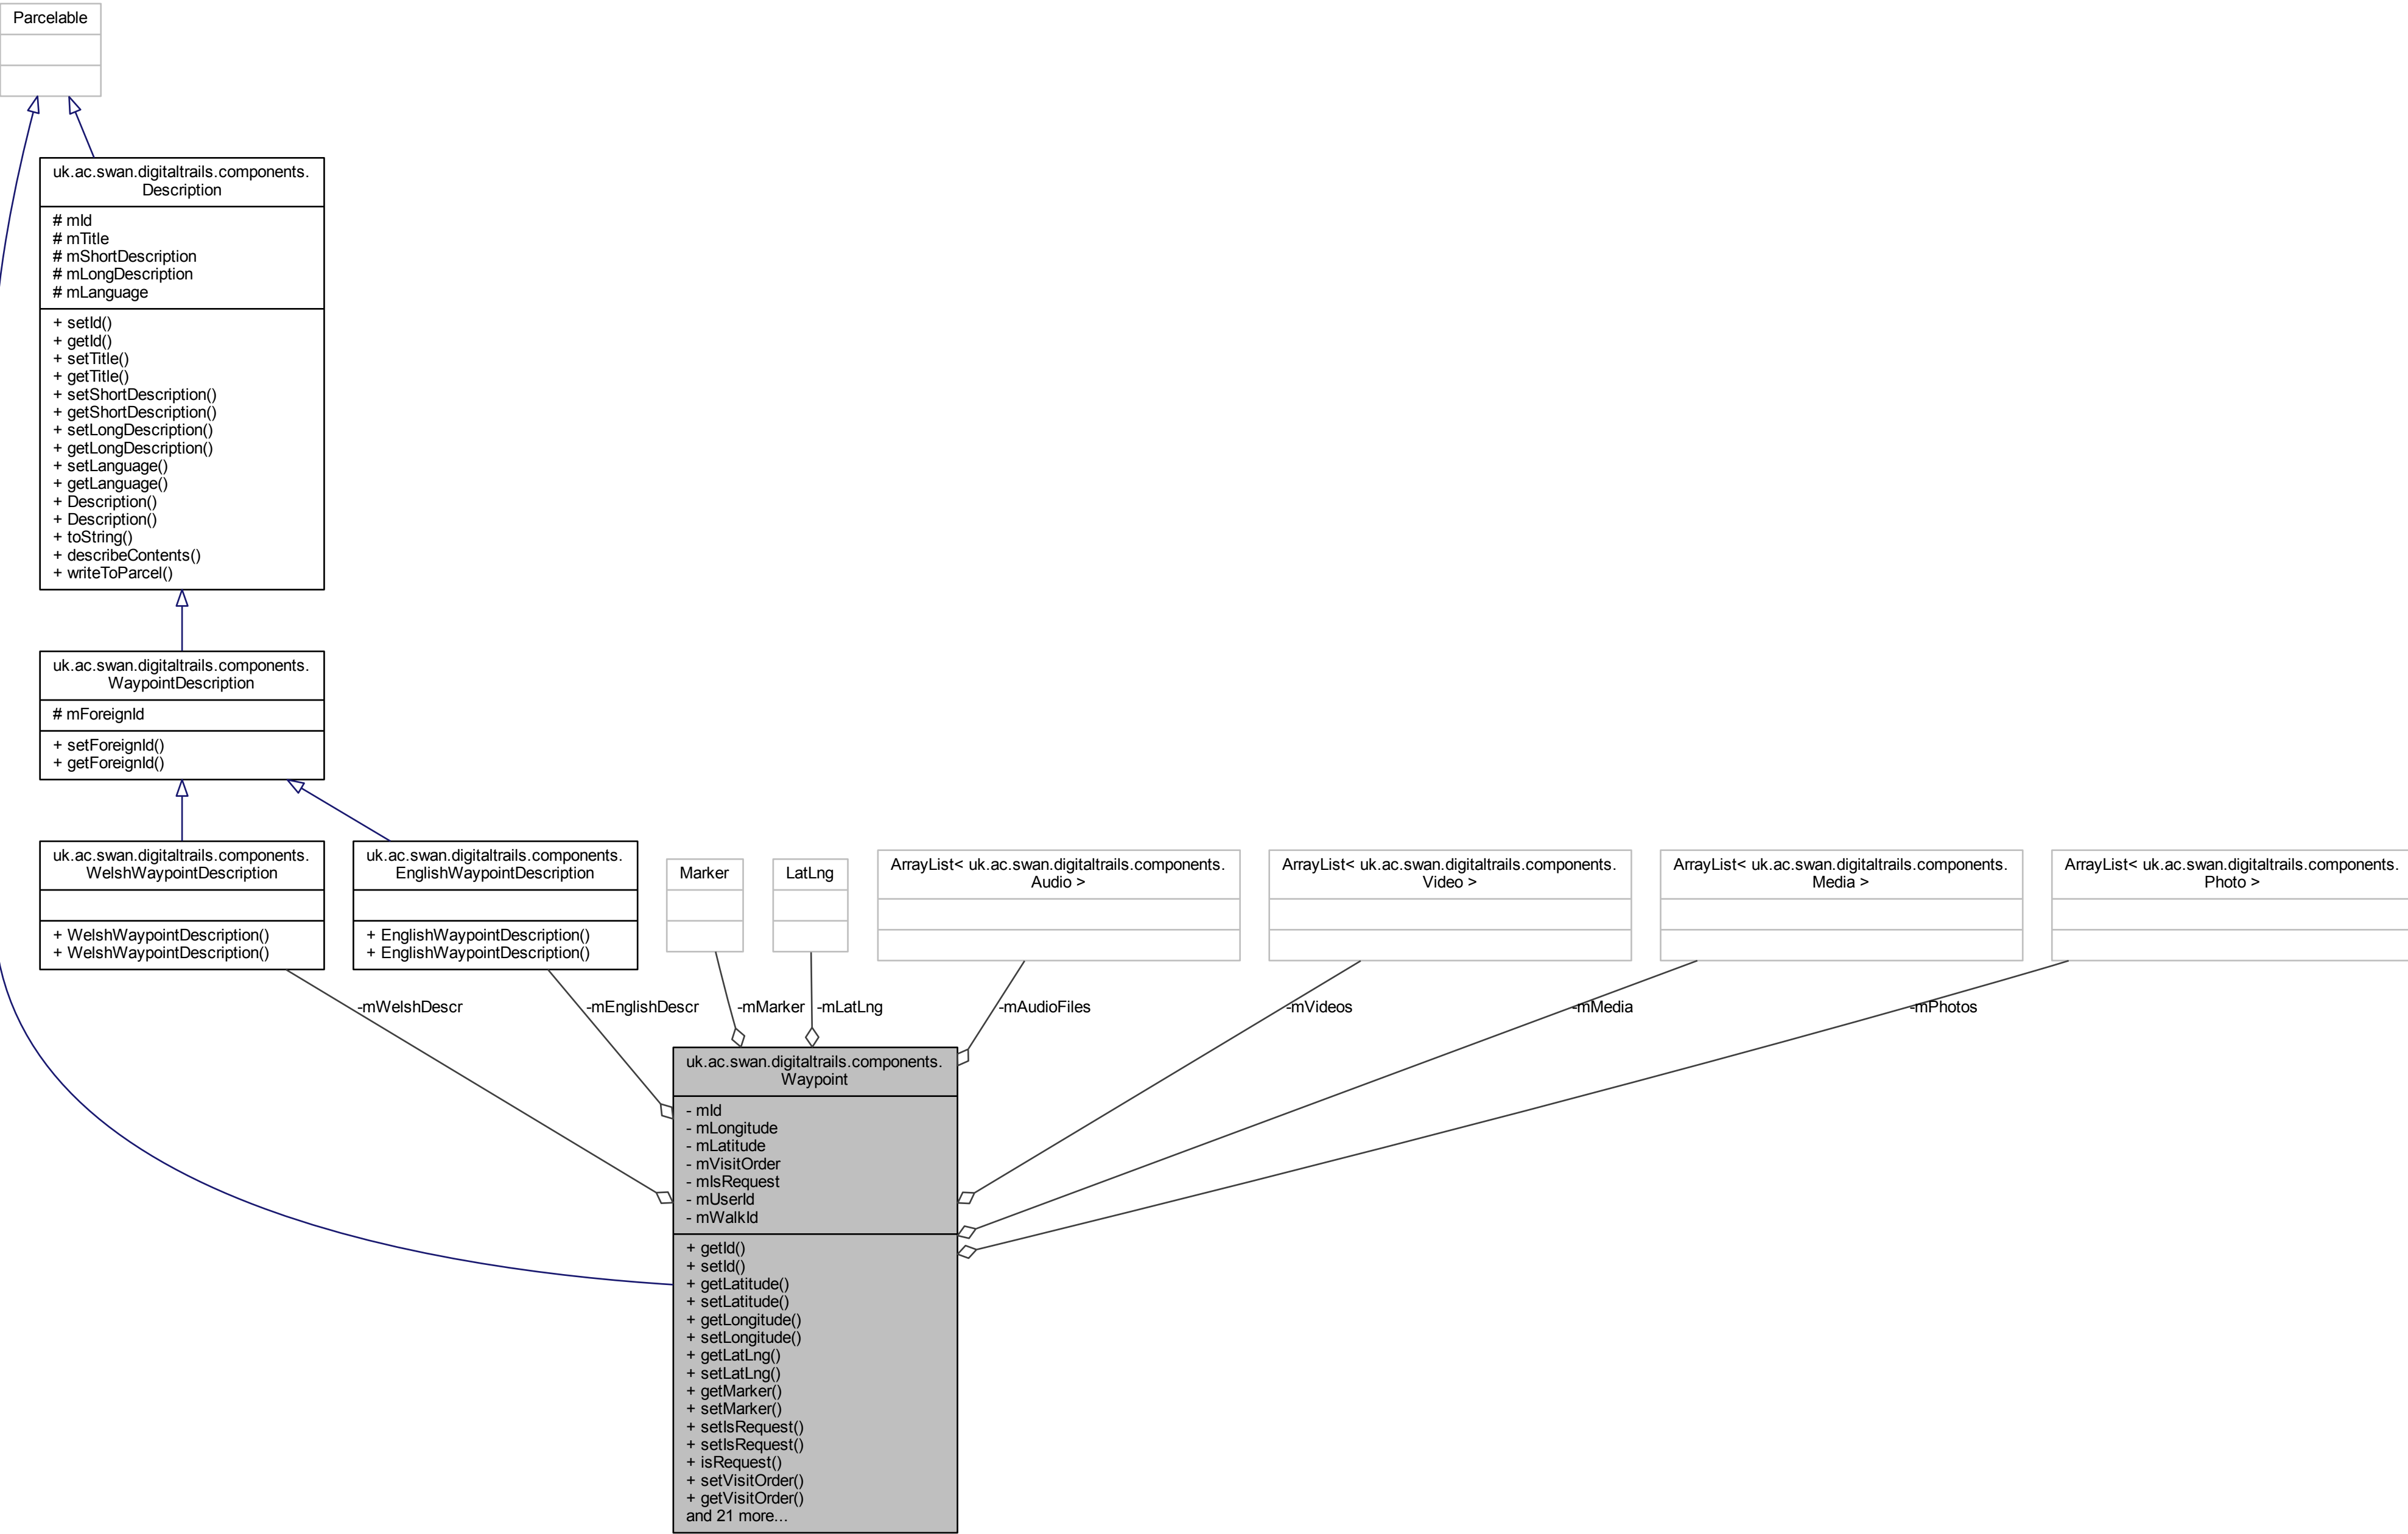 Parcelable
uk.ac.swan.digitaltrails.components.
Description
# mId
# mTitle
# mShortDescription
# mLongDescription
# mLanguage
+ setId()
+ getId()
+ setTitle()
+ getTitle()
+ setShortDescription()
+ getShortDescription()
+ setLongDescription()
+ getLongDescription()
+ setLanguage()
+ getLanguage()
+ Description()
+ Description()
+ toString()
+ describeContents()
+ writeToParcel()
uk.ac.swan.digitaltrails.components.
WaypointDescription
# mForeignId
+ setForeignId()
+ getForeignId()
uk.ac.swan.digitaltrails.components.
WelshWaypointDescription
+ WelshWaypointDescription()
+ WelshWaypointDescription()
uk.ac.swan.digitaltrails.components.
EnglishWaypointDescription
+ EnglishWaypointDescription()
+ EnglishWaypointDescription()
Marker
LatLng
ArrayList< uk.ac.swan.digitaltrails.components.
Audio >
ArrayList< uk.ac.swan.digitaltrails.components.
Video >
ArrayList< uk.ac.swan.digitaltrails.components.
Media >
ArrayList< uk.ac.swan.digitaltrails.components.
Photo >
-mWelshDescr
-mEnglishDescr
-mMarker
-mLatLng
-mAudioFiles
-mVideos
-mMedia
-mPhotos
uk.ac.swan.digitaltrails.components.
Waypoint
- mId
- mLongitude
- mLatitude
- mVisitOrder
- mIsRequest
- mUserId
- mWalkId
+ getId()
+ setId()
+ getLatitude()
+ setLatitude()
+ getLongitude()
+ setLongitude()
+ getLatLng()
+ setLatLng()
+ getMarker()
+ setMarker()
+ setIsRequest()
+ setIsRequest()
+ isRequest()
+ setVisitOrder()
+ getVisitOrder()
and 21 more...